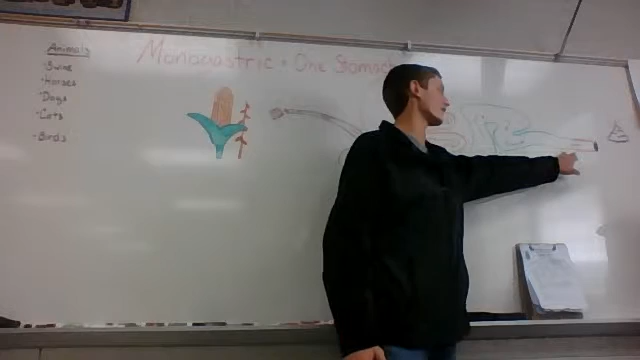 Animals
Monogastric = One Stomach
-Swine
-Horses
-Dogs
-Cats
-Birds